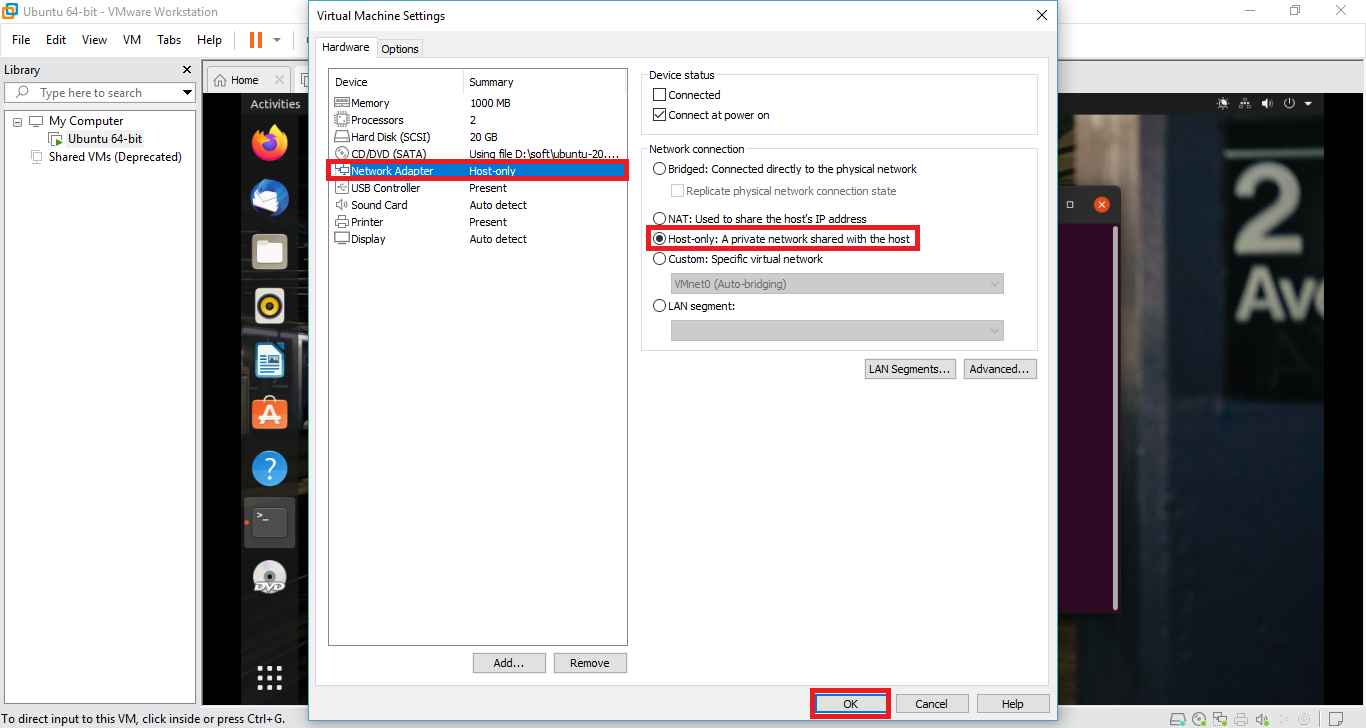 Ubuntu 64-bit - VMware Workstation
File Edit View VM Tabs Help
Library
Type here to search
My Computer
Ubuntu 64-bit
Shared VMs (Deprecated)
Home
Activities
>_
DVD
2
Ave
Virtual Machine Settings
Hardware Options
Device Summary
Memory 1000 MB
Processors 2
Hard Disk (SCSI) 20 GB
CD/DVD (SATA) Using file D:\soft\ubuntu-20....
Network Adapter Host-only
USB Controller Present
Sound Card Auto detect
Printer Present
Display Auto detect
Add... Remove
Device status
Connected
Connect at power on
Network connection
Bridged: Connected directly to the physical network
Replicate physical network connection state
NAT: Used to share the host's IP address
Host-only: A private network shared with the host
Custom: Specific virtual network
VMnet0 (Auto-bridging)
LAN segment:
LAN Segments... Advanced...
OK Cancel Help
To direct input to this VM, click inside or press Ctrl+G.